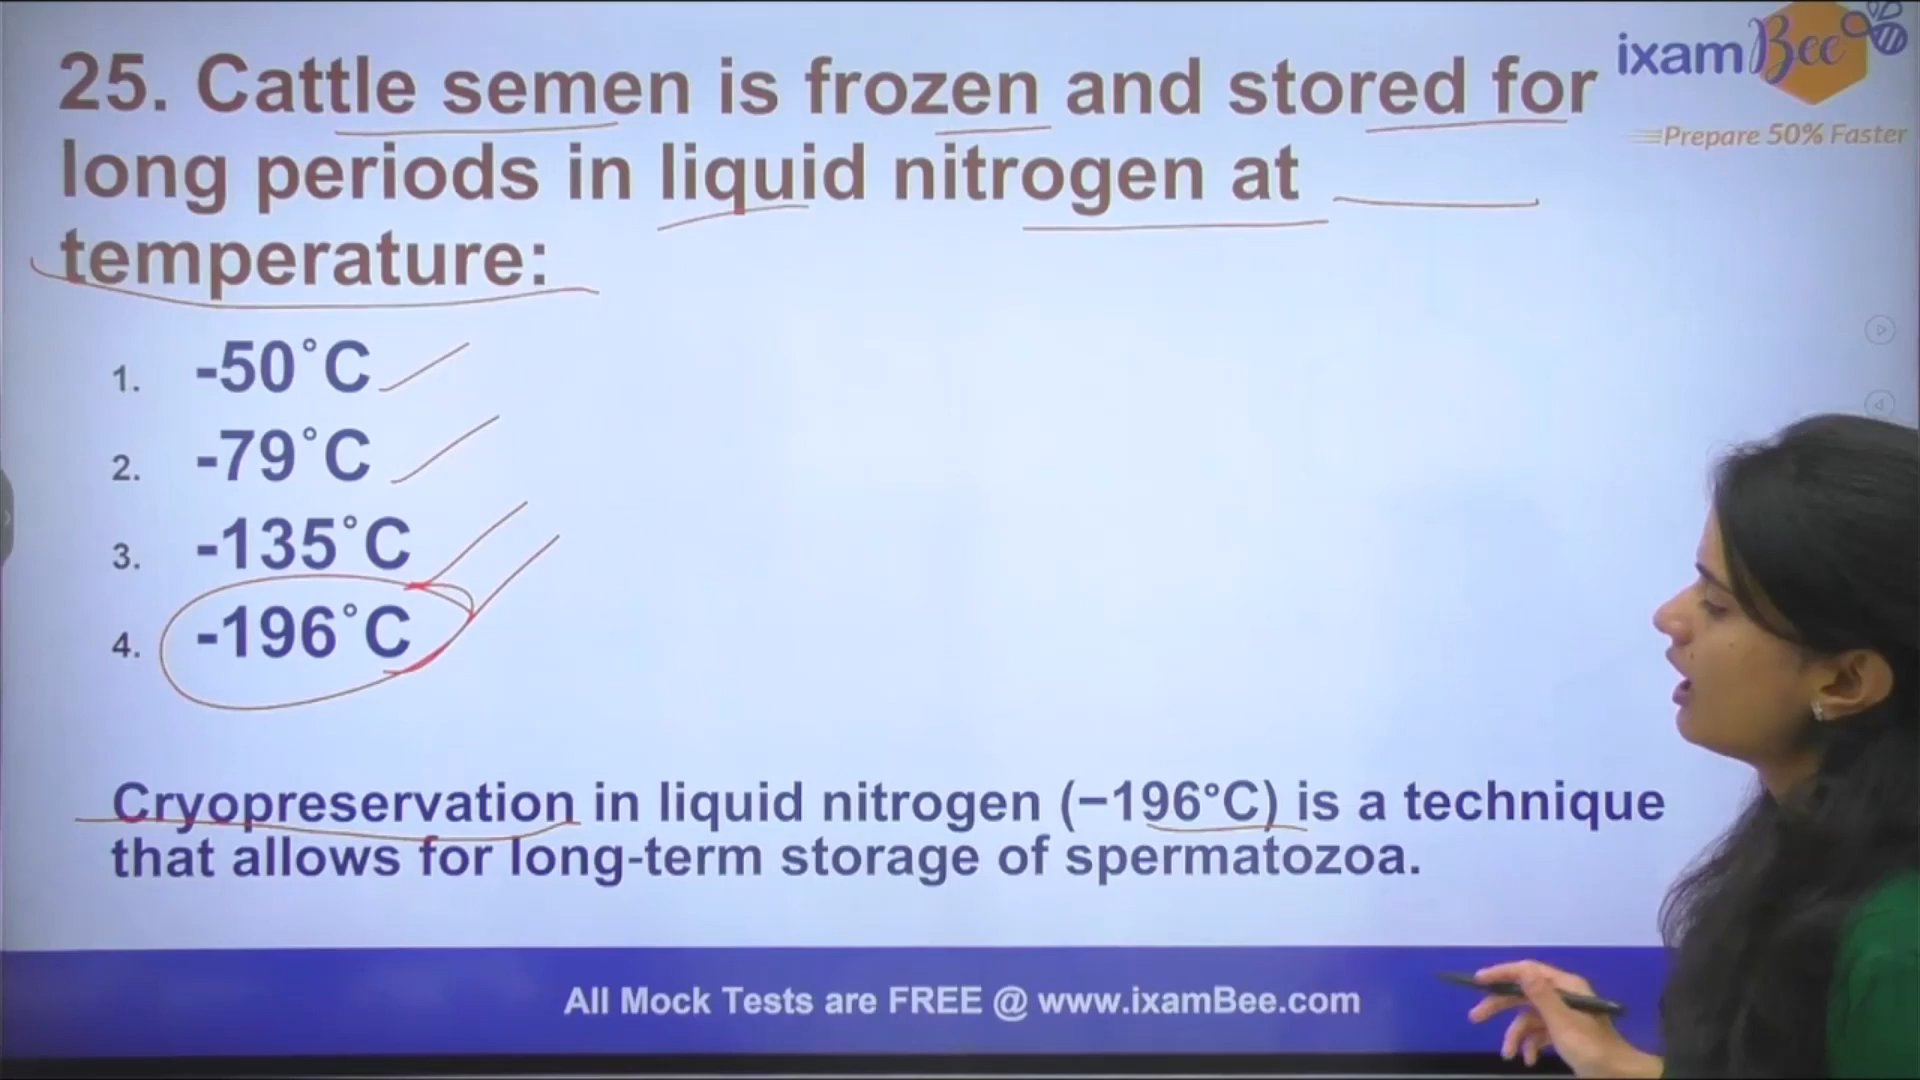 ixamBee
Prepare 50% Faster
25. Cattle semen is frozen and stored for
long periods in liquid nitrogen at
temperature:
1. -50°C
2. -79°C
3. -135°C
4. -196°C
Cryopreservation in liquid nitrogen (−196°C) is a technique
that allows for long-term storage of spermatozoa.
All Mock Tests are FREE @ www.ixamBee.com